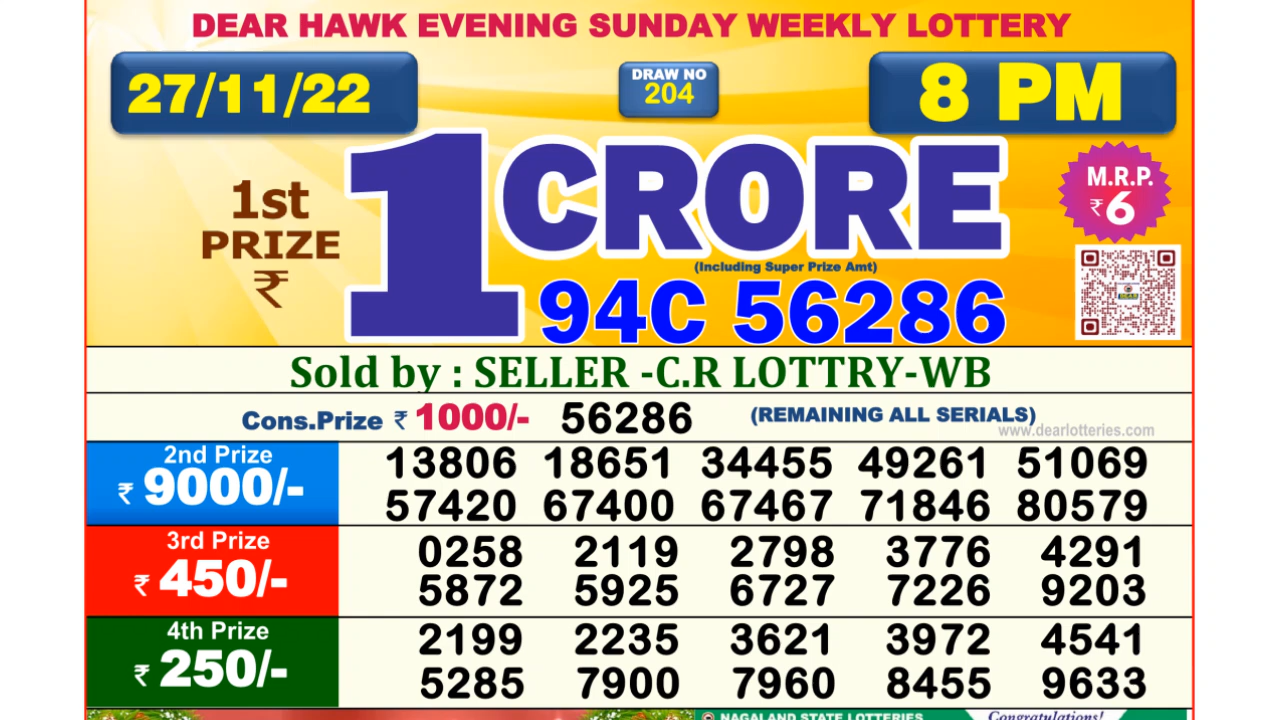 DEAR HAWK EVENING SUNDAY WEEKLY LOTTERY
27/11/22
DRAW NO
204
8 PM
1st
PRIZE
₹
1 CRORE
(Including Super Prize Amt)
94C 56286
M.R.P.
₹ 6
DEAR
Sold by : SELLER -C.R LOTTRY-WB
Cons.Prize ₹ 1000/- 56286 (REMAINING ALL SERIALS)
www.dearlotteries.com
2nd Prize
₹ 9000/-
13806 18651 34455 49261 51069
57420 67400 67467 71846 80579
3rd Prize
₹ 450/-
0258 2119 2798 3776 4291
5872 5925 6727 7226 9203
4th Prize
₹ 250/-
2199 2235 3621 3972 4541
5285 7900 7960 8455 9633
NAGALAND STATE LOTTERIES
Congratulations!